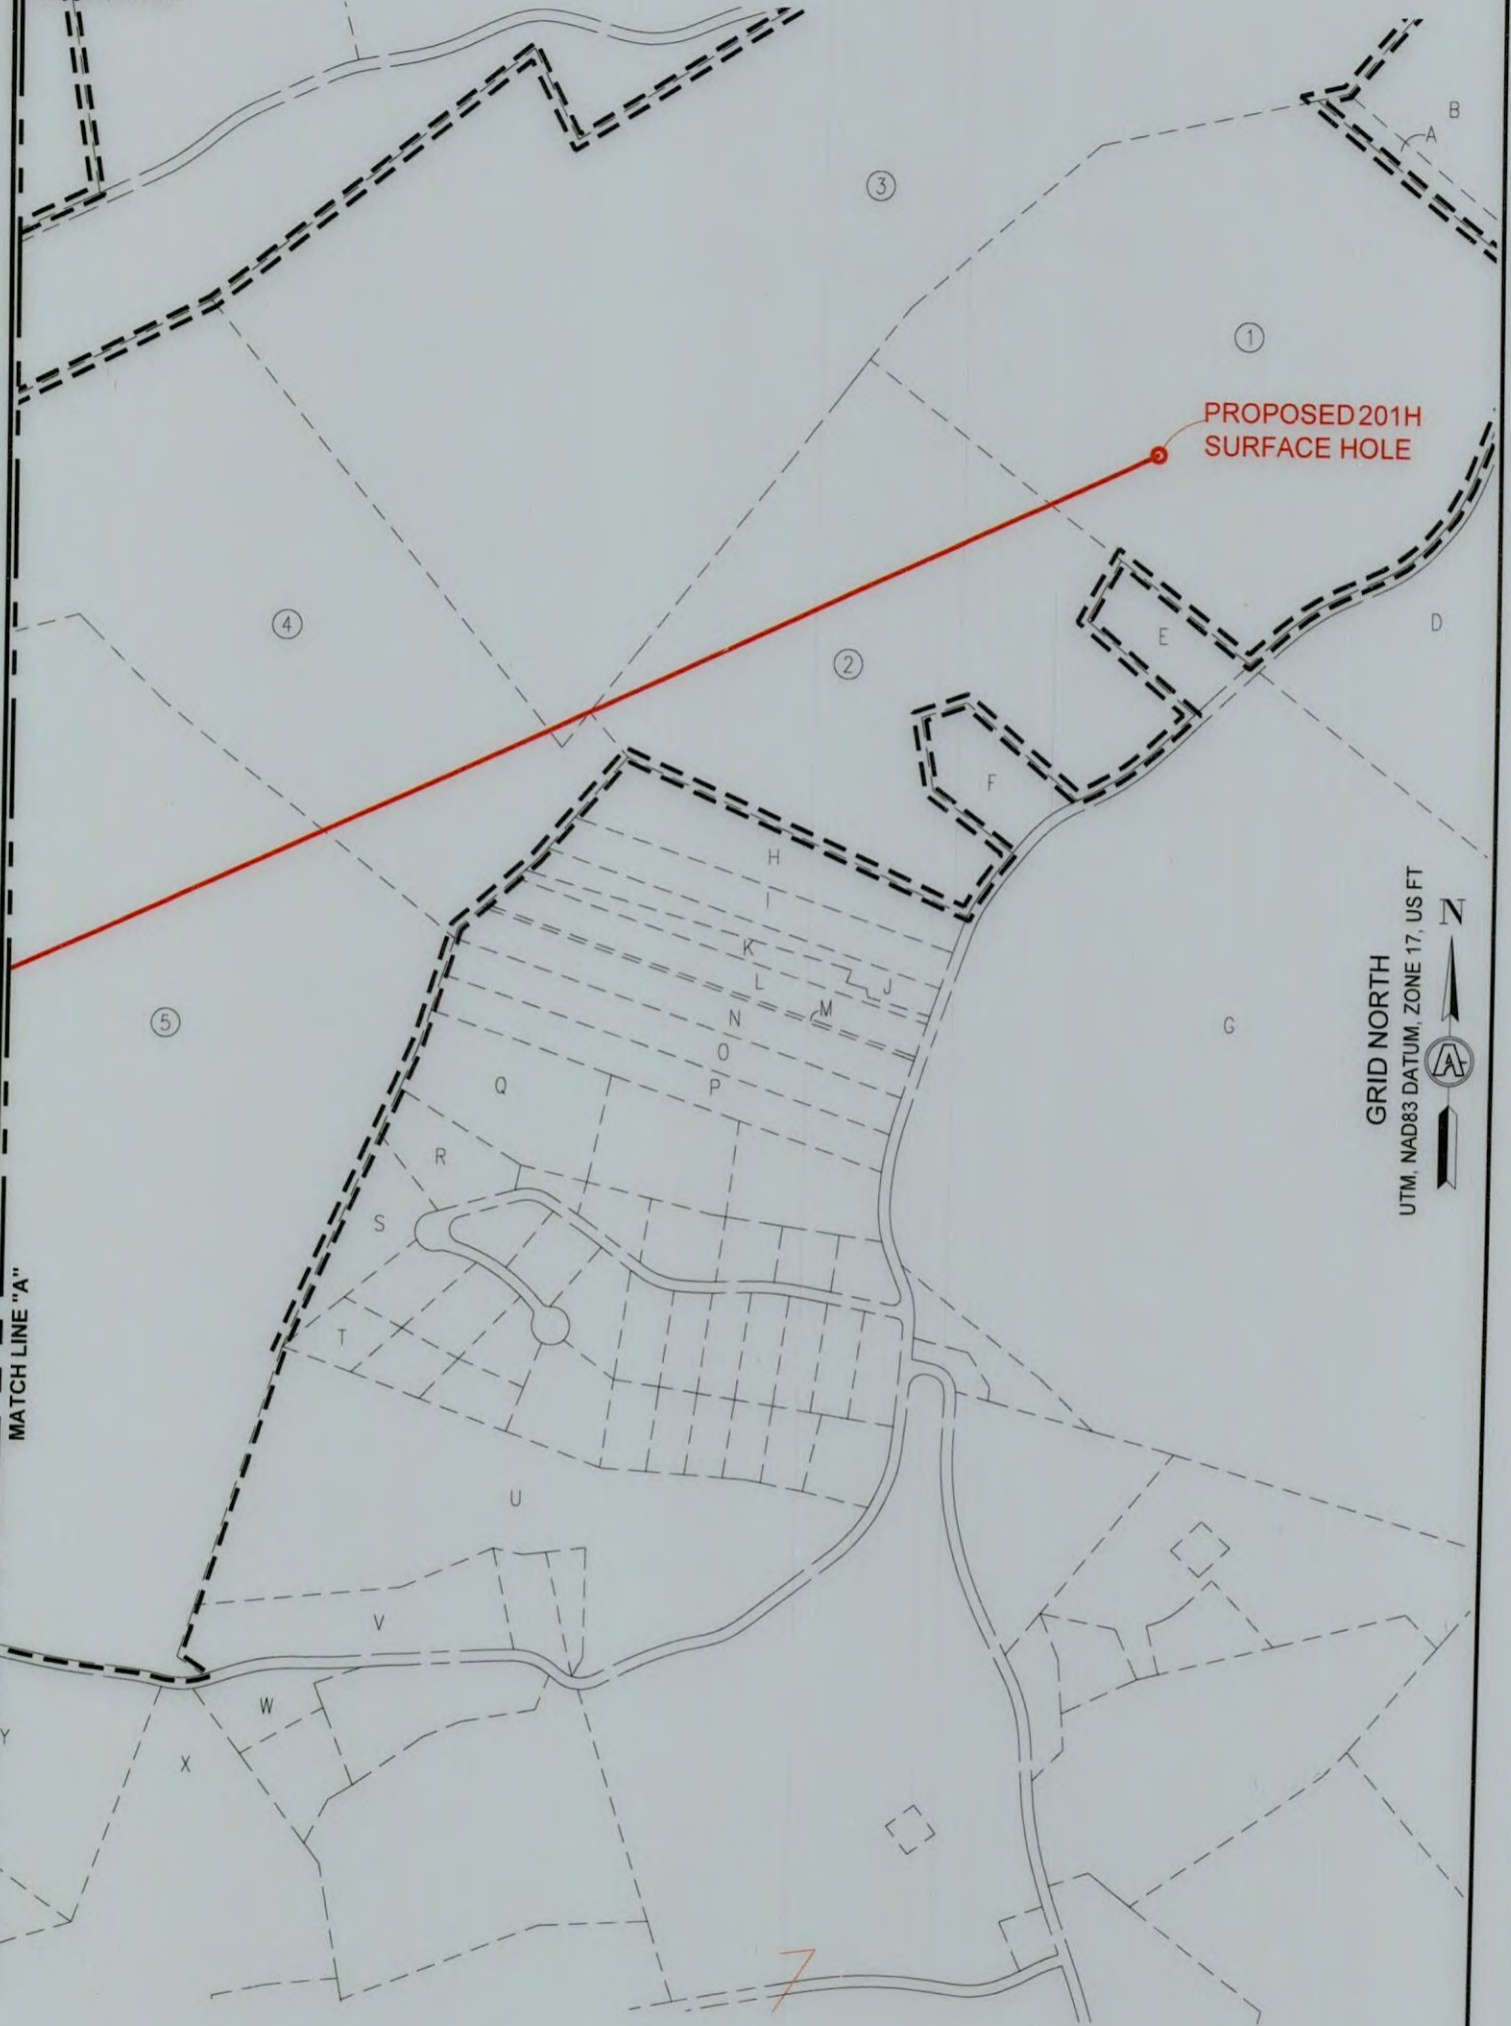 B
A
③
①
PROPOSED 201H
SURFACE HOLE
④
E
D
②
F
H
I
K
J
L
M
N
G
O
P
Q
R
S
T
GRID NORTH
UTM, NAD83 DATUM, ZONE 17, US FT
N
⑤
MATCH LINE "A"
U
V
W
Y
X
7